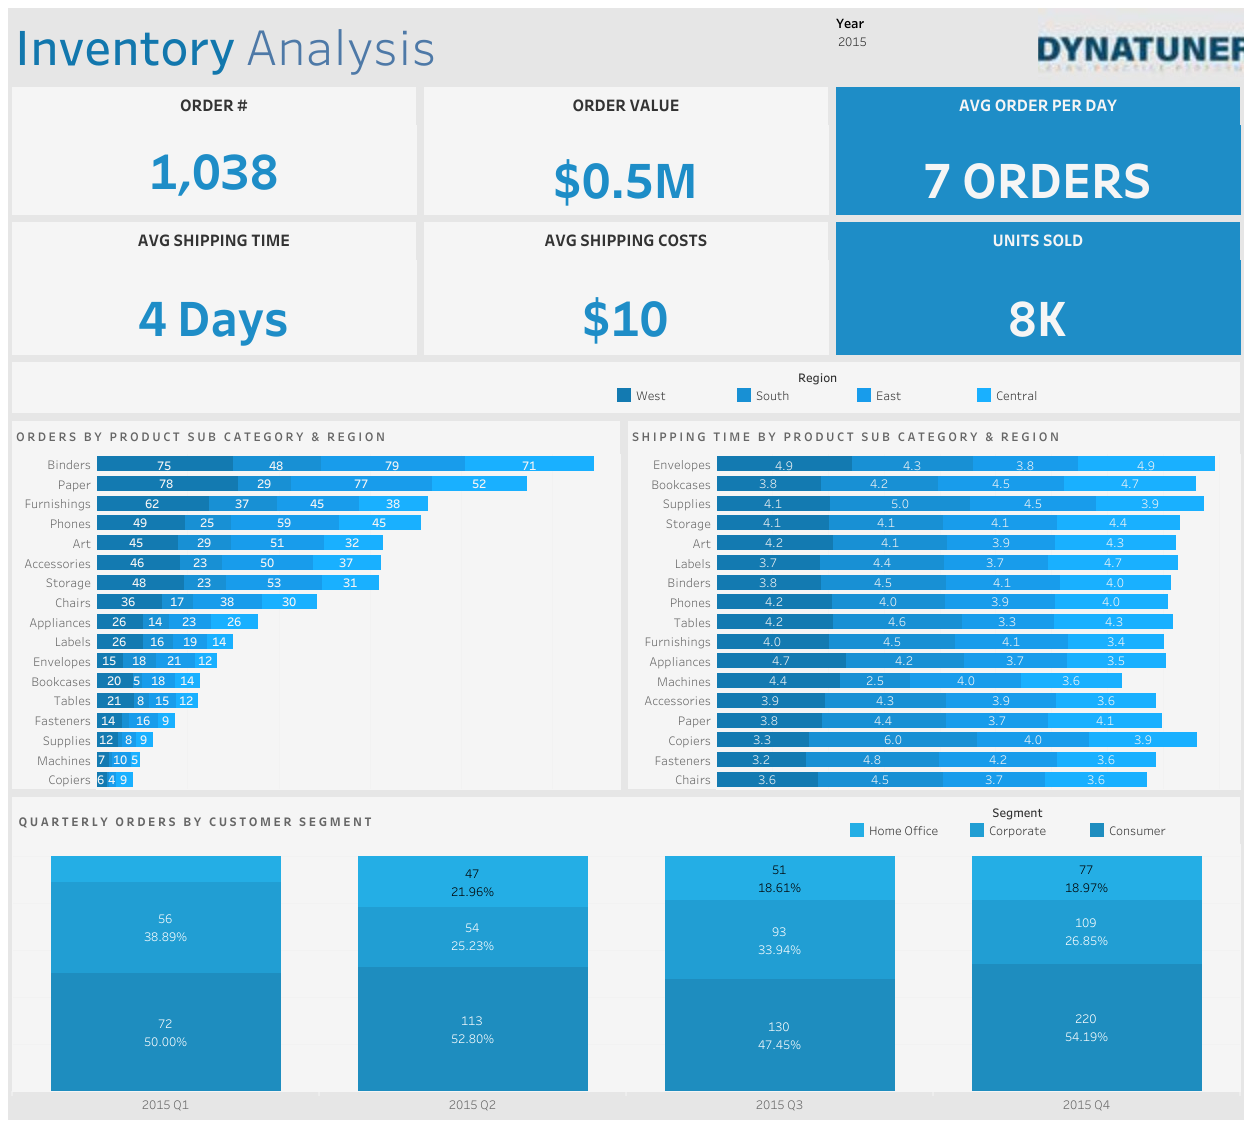 Inventory Analysis
Year
2015
DYNATUNER
ORDER #
1,038
ORDER VALUE
$0.5M
AVG ORDER PER DAY
7 ORDERS
AVG SHIPPING TIME
4 Days
AVG SHIPPING COSTS
$10
UNITS SOLD
8K
Region
West South East Central
ORDERS BY PRODUCT SUB CATEGORY & REGION
Binders 75 48 79 71
Paper 78 29 77 52
Furnishings 62 37 45 38
Phones 49 25 59 45
Art 45 29 51 32
Accessories 46 23 50 37
Storage 48 23 53 31
Chairs 36 17 38 30
Appliances 26 14 23 26
Labels 26 16 19 14
Envelopes 15 18 21 12
Bookcases 20 5 18 14
Tables 21 8 15 12
Fasteners 14 16 9
Supplies 12 8 9
Machines 7 10 5
Copiers 6 4 9
SHIPPING TIME BY PRODUCT SUB CATEGORY & REGION
Envelopes 4.9 4.3 3.8 4.9
Bookcases 3.8 4.2 4.5 4.7
Supplies 4.1 5.0 4.5 3.9
Storage 4.1 4.1 4.1 4.4
Art 4.2 4.1 3.9 4.3
Labels 3.7 4.4 3.7 4.7
Binders 3.8 4.5 4.1 4.0
Phones 4.2 4.0 3.9 4.0
Tables 4.2 4.6 3.3 4.3
Furnishings 4.0 4.5 4.1 3.4
Appliances 4.7 4.2 3.7 3.5
Machines 4.4 2.5 4.0 3.6
Accessories 3.9 4.3 3.9 3.6
Paper 3.8 4.4 3.7 4.1
Copiers 3.3 6.0 4.0 3.9
Fasteners 3.2 4.8 4.2 3.6
Chairs 3.6 4.5 3.7 3.6
QUARTERLY ORDERS BY CUSTOMER SEGMENT
Segment
Home Office Corporate Consumer
56
38.89%
72
50.00%
2015 Q1
47
21.96%
54
25.23%
113
52.80%
2015 Q2
51
18.61%
93
33.94%
130
47.45%
2015 Q3
77
18.97%
109
26.85%
220
54.19%
2015 Q4